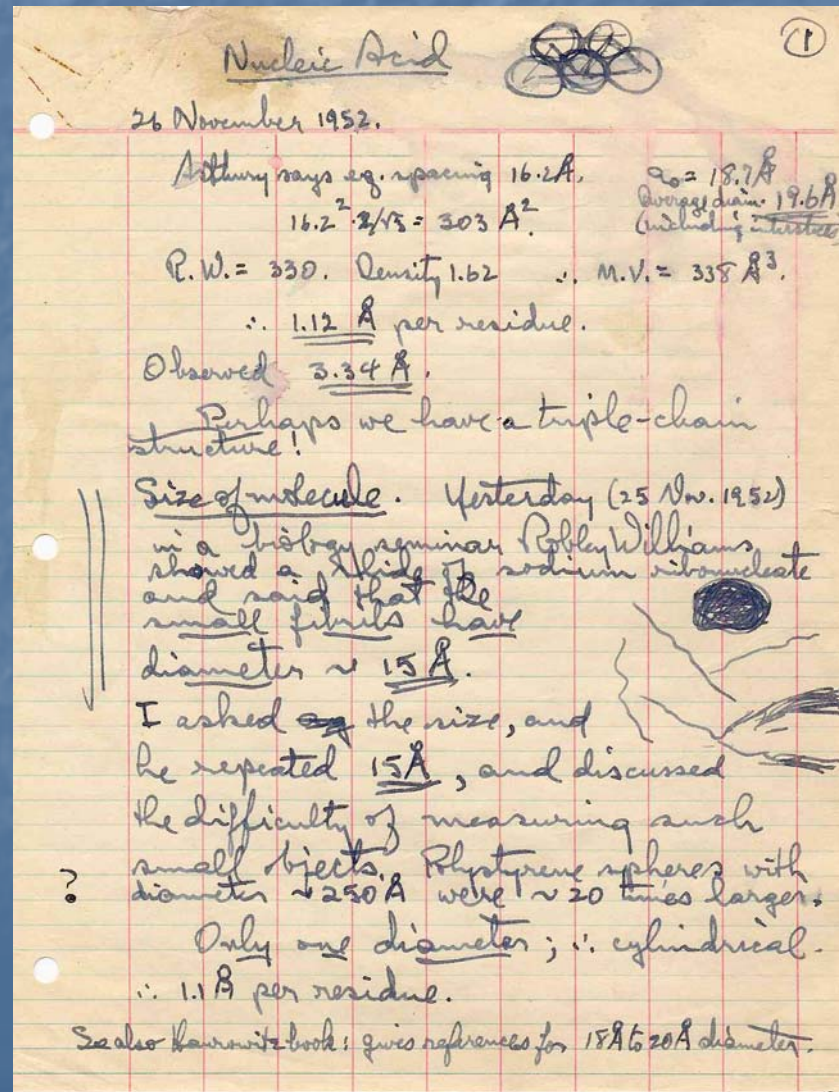 1
Nucleic Acid
26 November 1952.
Astbury says eq. spacing 16.2Å. a₀ = 18.7Å
16.2² · 2/√3 = 303 Å². Average diam. 19.6Å
(including interstices
R.W. = 330. Density 1.62 ∴ M.V. = 338 Å³.
∴ 1.12 Å per residue.
Observed 3.34 Å.
Perhaps we have a triple-chain
structure!
Size of molecule. Yesterday (25 Nov. 1952)
in a biology seminar Robley Williams
showed a slide of sodium ribonucleate
and said that the
small fibrils have
diameter ~ 15 Å.
I asked the size, and
he repeated 15Å, and discussed
the difficulty of measuring such
small objects. Polystyrene spheres with
? diameter ~250Å were ~20 times larger.
Only one diameter; ∴ cylindrical.
∴ 1.1Å per residue.
See also Haurowitz book: gives references for 18Å to 20Å diameter.